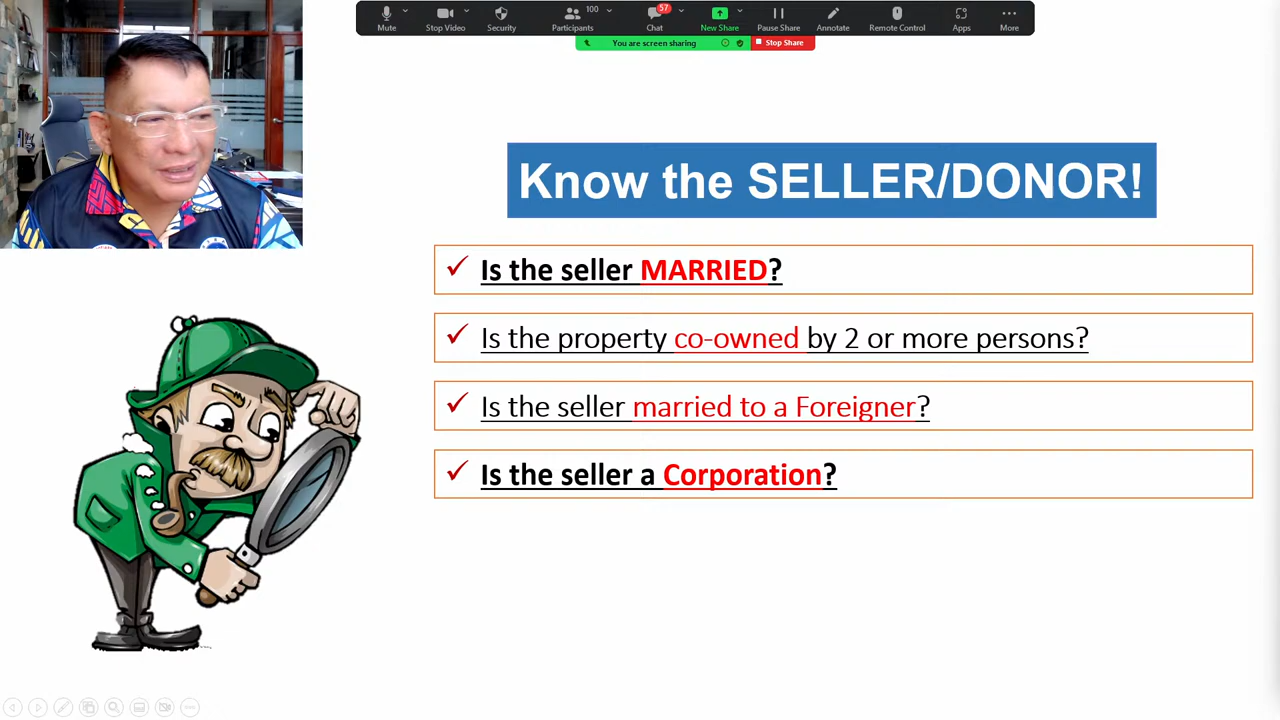 100
57
Mute
Stop Video
Security
Participants
Chat
New Share
Pause Share
Annotate
Remote Control
Apps
More
You are screen sharing
Stop Share
Know the SELLER/DONOR!
✓ Is the seller MARRIED?
✓ Is the property co-owned by 2 or more persons?
✓ Is the seller married to a Foreigner?
✓ Is the seller a Corporation?